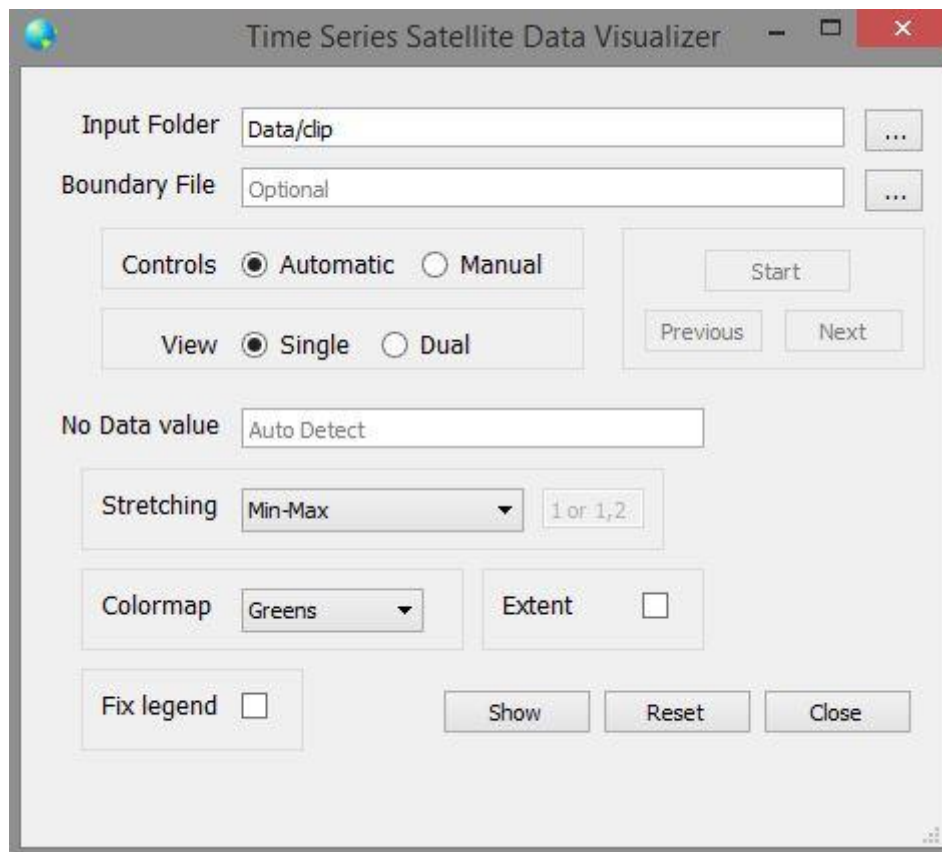 Time Series Satellite Data Visualizer
Input Folder Data/clip ...
Boundary File Optional ...
Controls Automatic Manual Start
View Single Dual Previous Next
No Data value Auto Detect
Stretching Min-Max 1 or 1,2
Colormap Greens Extent
Fix legend Show Reset Close